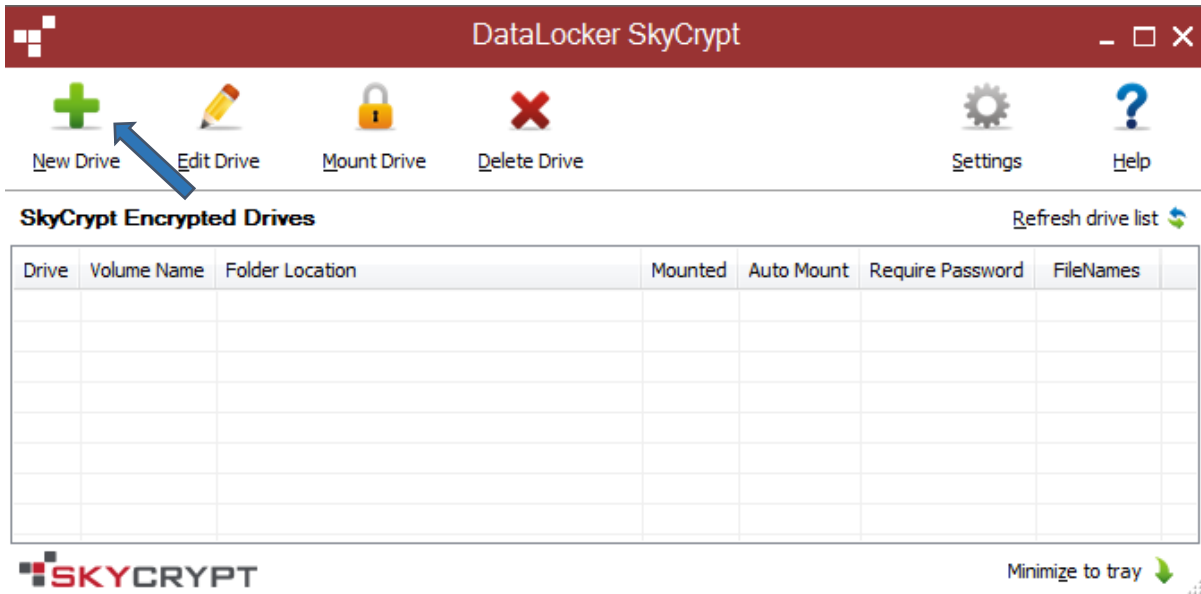 DataLocker SkyCrypt
New Drive Edit Drive Mount Drive Delete Drive Settings Help
SkyCrypt Encrypted Drives Refresh drive list
Drive Volume Name Folder Location Mounted Auto Mount Require Password FileNames
SKYCRYPT Minimize to tray